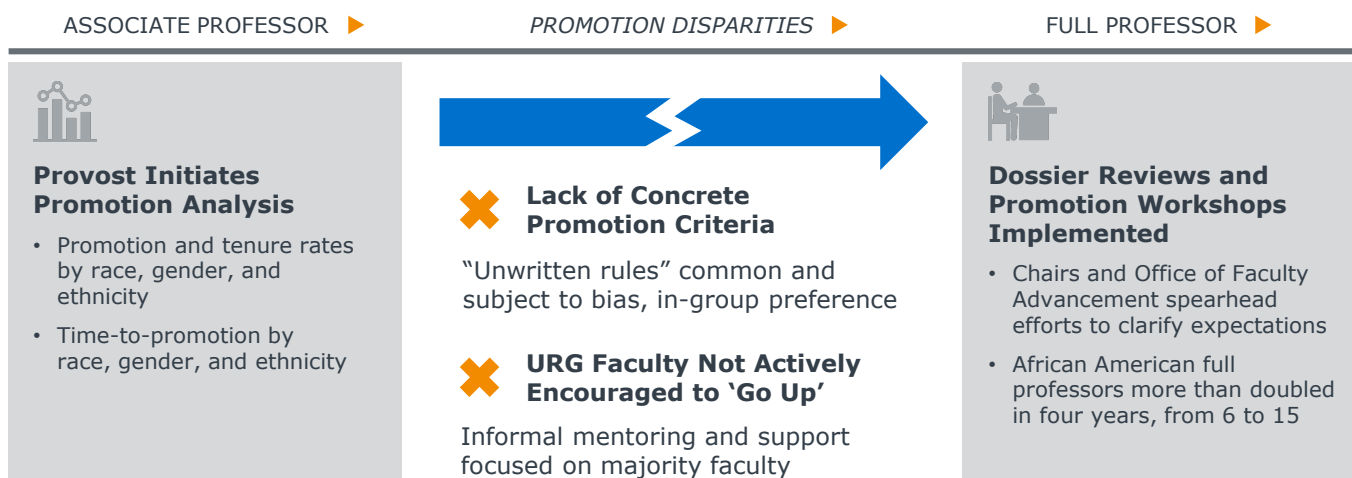 ASSOCIATE PROFESSOR
PROMOTION DISPARITIES
FULL PROFESSOR
Provost Initiates
Promotion Analysis
• Promotion and tenure rates
by race, gender, and
ethnicity
• Time-to-promotion by
race, gender, and ethnicity
Lack of Concrete
Promotion Criteria
“Unwritten rules” common and
subject to bias, in-group preference
URG Faculty Not Actively
Encouraged to ‘Go Up’
Informal mentoring and support
focused on majority faculty
Dossier Reviews and
Promotion Workshops
Implemented
• Chairs and Office of Faculty
Advancement spearhead
efforts to clarify expectations
• African American full
professors more than doubled
in four years, from 6 to 15